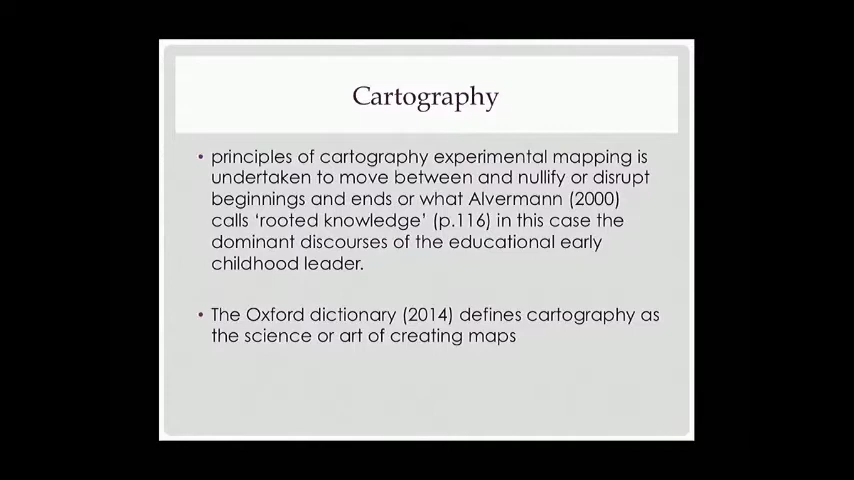 Cartography
• principles of cartography experimental mapping is
undertaken to move between and nullify or disrupt
beginnings and ends or what Alvermann (2000)
calls ‘rooted knowledge’ (p.116) in this case the
dominant discourses of the educational early
childhood leader.
• The Oxford dictionary (2014) defines cartography as
the science or art of creating maps